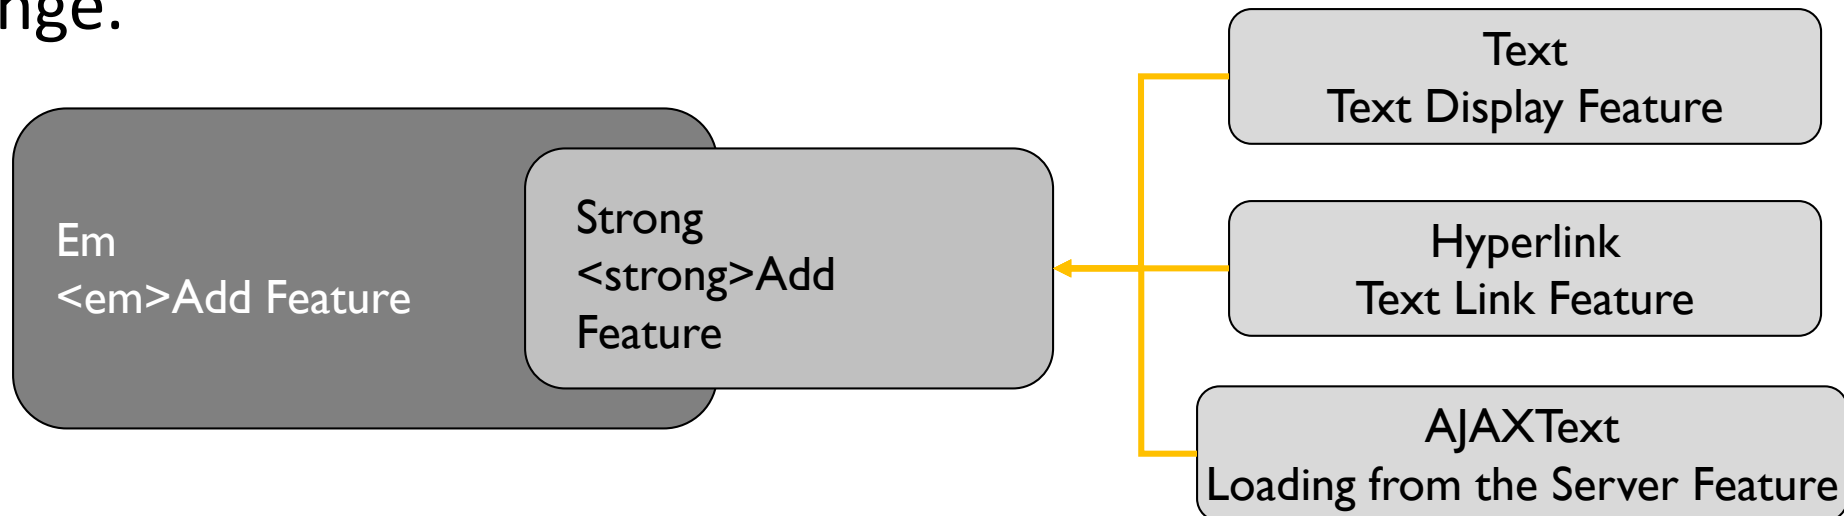 nge.
Em
<em>Add Feature
Strong
<strong>Add
Feature
Text
Text Display Feature
Hyperlink
Text Link Feature
AJAXText
Loading from the Server Feature